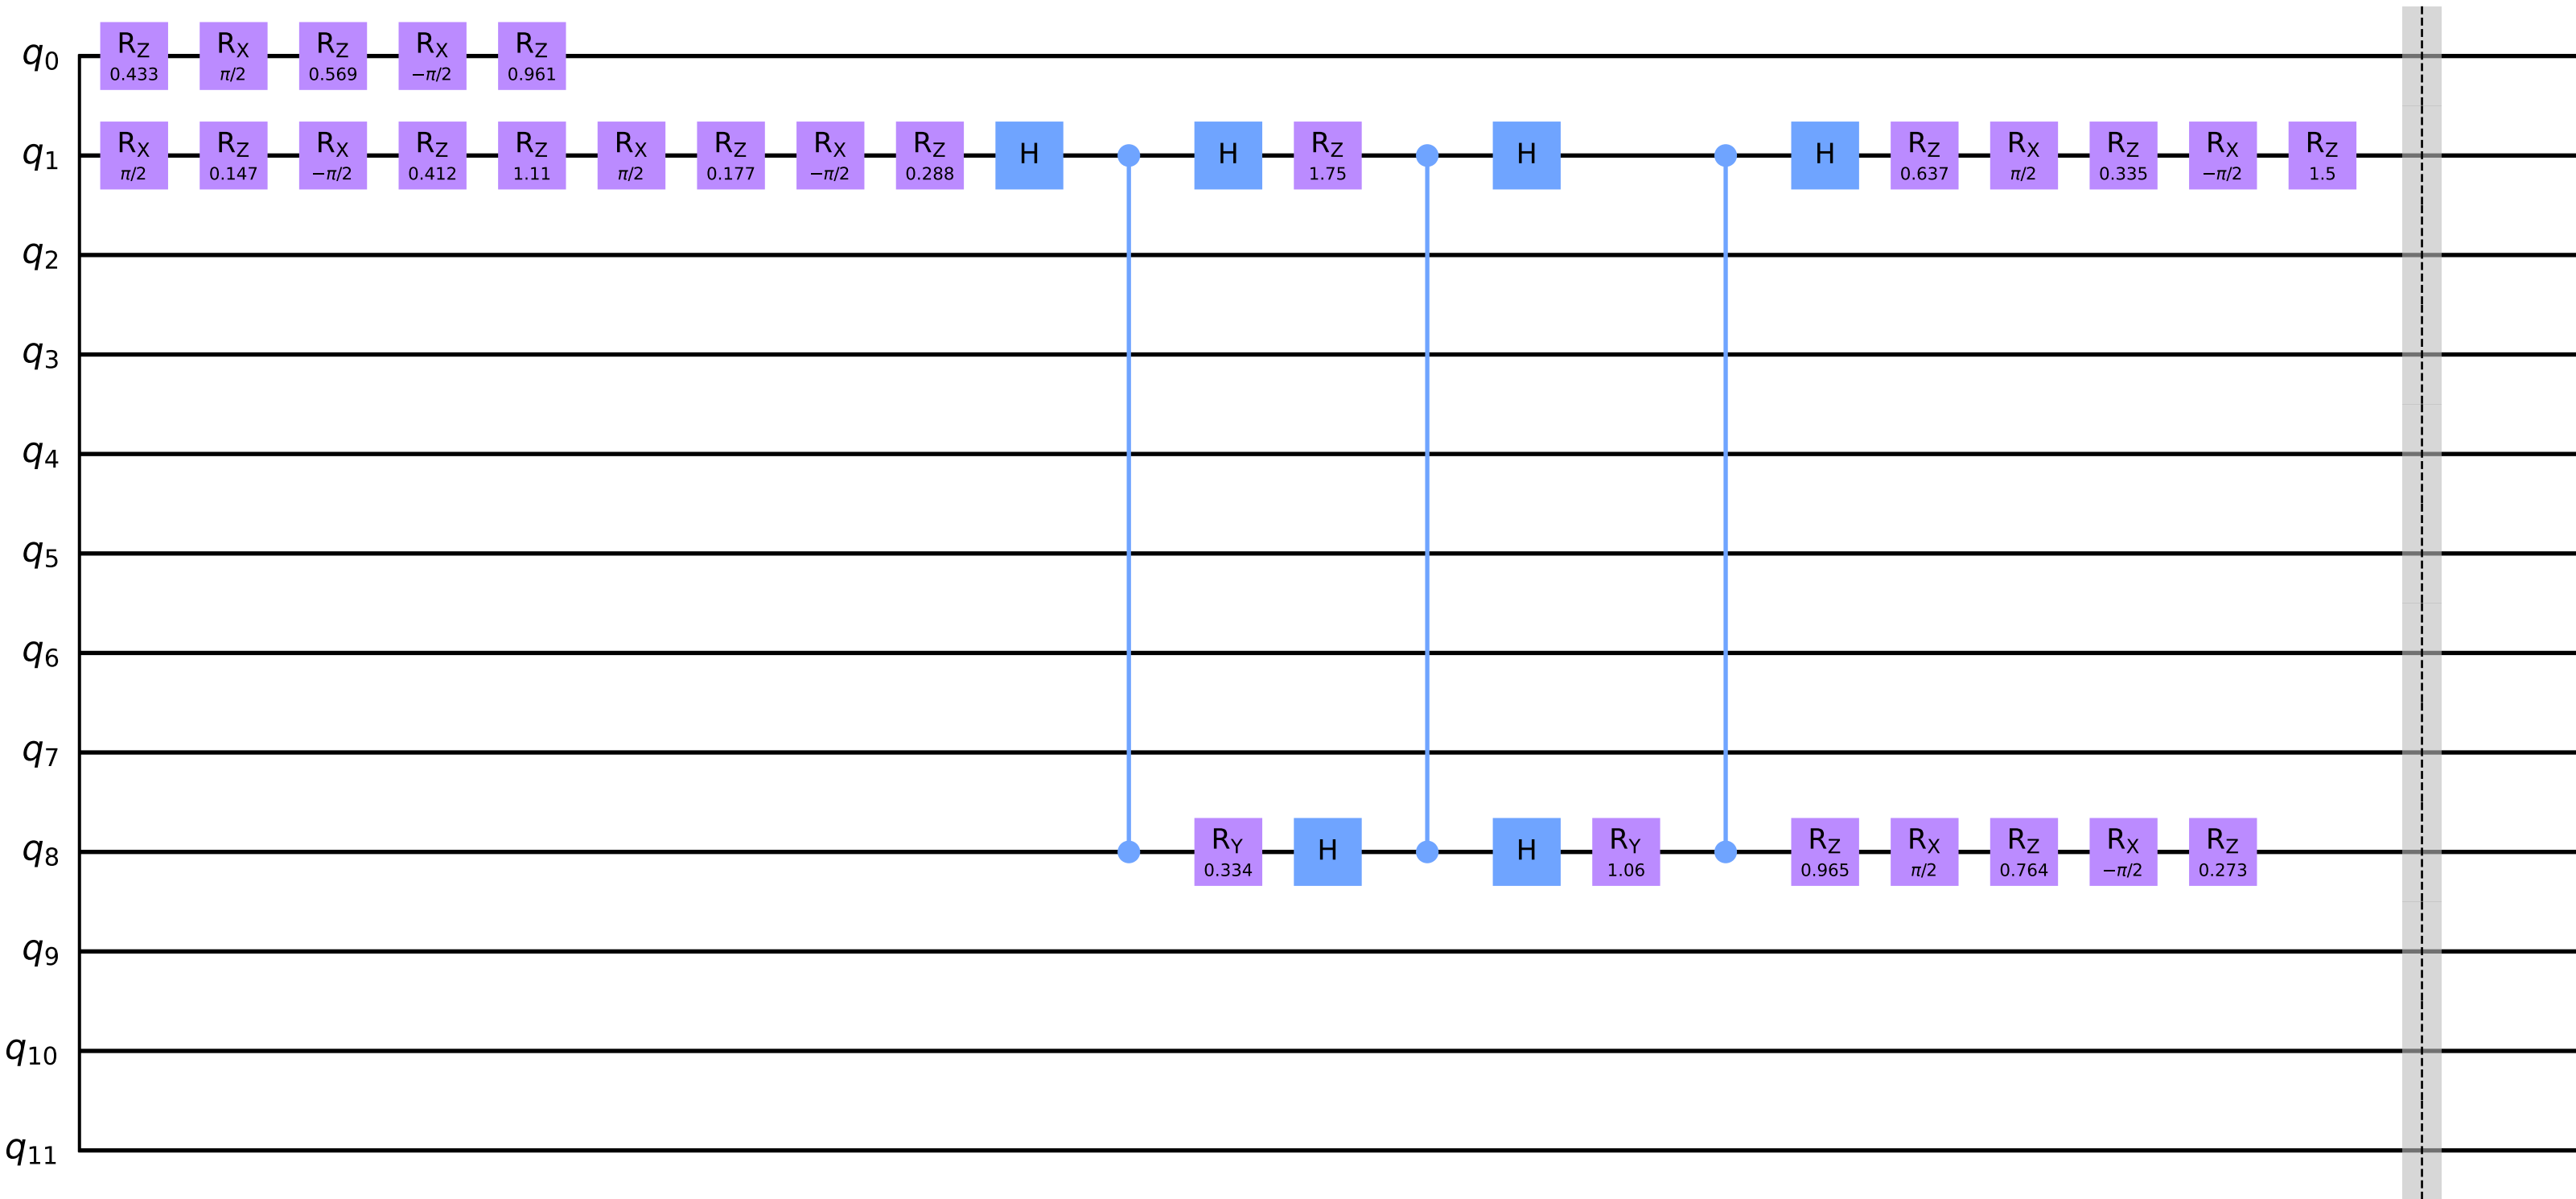 q0 RZ 0.433 RX π/2 RZ 0.569 RX −π/2 RZ 0.961
q1 RX π/2 RZ 0.147 RX −π/2 RZ 0.412 RZ 1.11 RX π/2 RZ 0.177 RX −π/2 RZ 0.288 H H RZ 1.75 H H RZ 0.637 RX π/2 RZ 0.335 RX −π/2 RZ 1.5
q2
q3
q4
q5
q6
q7
q8 RY 0.334 H H RY 1.06 RZ 0.965 RX π/2 RZ 0.764 RX −π/2 RZ 0.273
q9
q10
q11